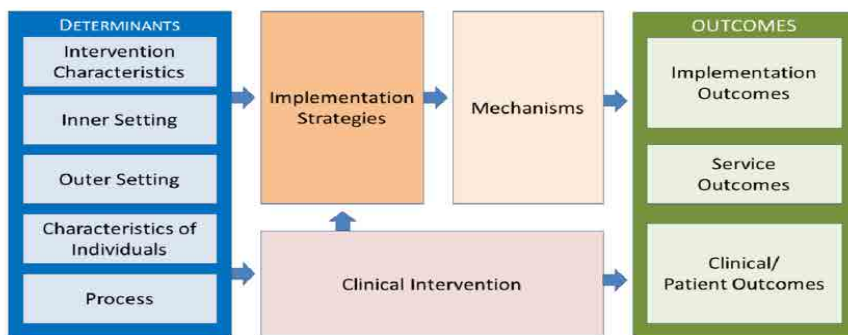 DETERMINANTS
Intervention
Characteristics
Inner Setting
Outer Setting
Characteristics of
Individuals
Process
Implementation
Strategies
Mechanisms
Clinical Intervention
OUTCOMES
Implementation
Outcomes
Service
Outcomes
Clinical/
Patient Outcomes